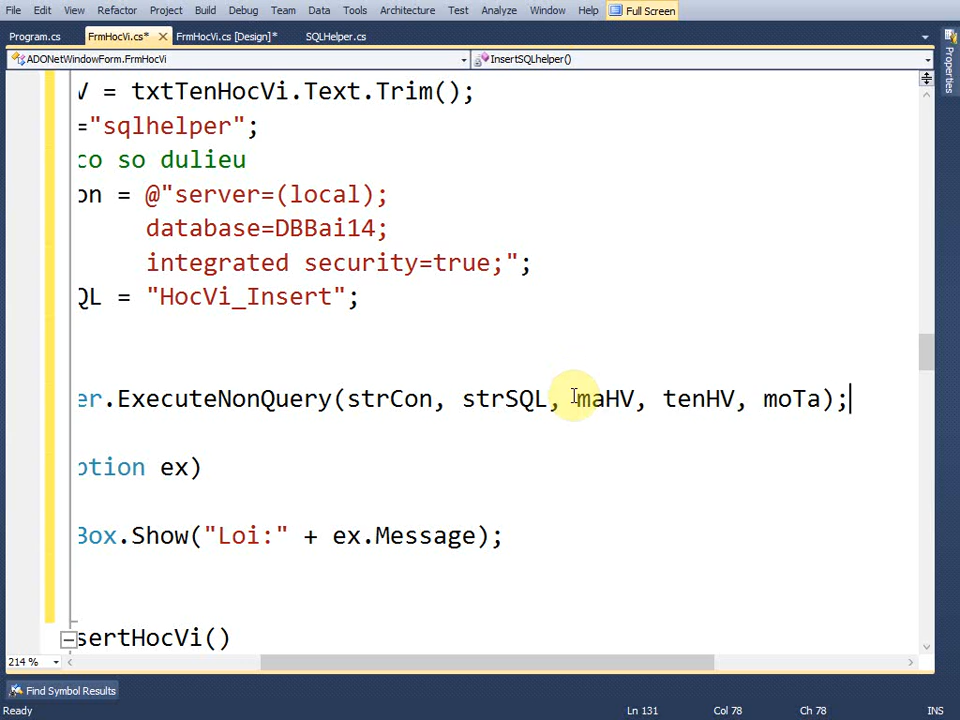 File Edit View Refactor Project Build Debug Team Data Tools Architecture Test Analyze Window Help Full Screen
Program.cs FrmHocVi.cs* FrmHocVi.cs [Design]* SQLHelper.cs
ADONetWindowForm.FrmHocVi InsertSQLhelper()
Properties
V = txtTenHocVi.Text.Trim();
="sqlhelper";
co so dulieu
on = @"server=(local);
database=DBBai14;
integrated security=true;";
QL = "HocVi_Insert";
er.ExecuteNonQuery(strCon, strSQL, maHV, tenHV, moTa);
ption ex)
Box.Show("Loi:" + ex.Message);
sertHocVi()
214 %
Find Symbol Results
Ready Ln 131 Col 78 Ch 78 INS